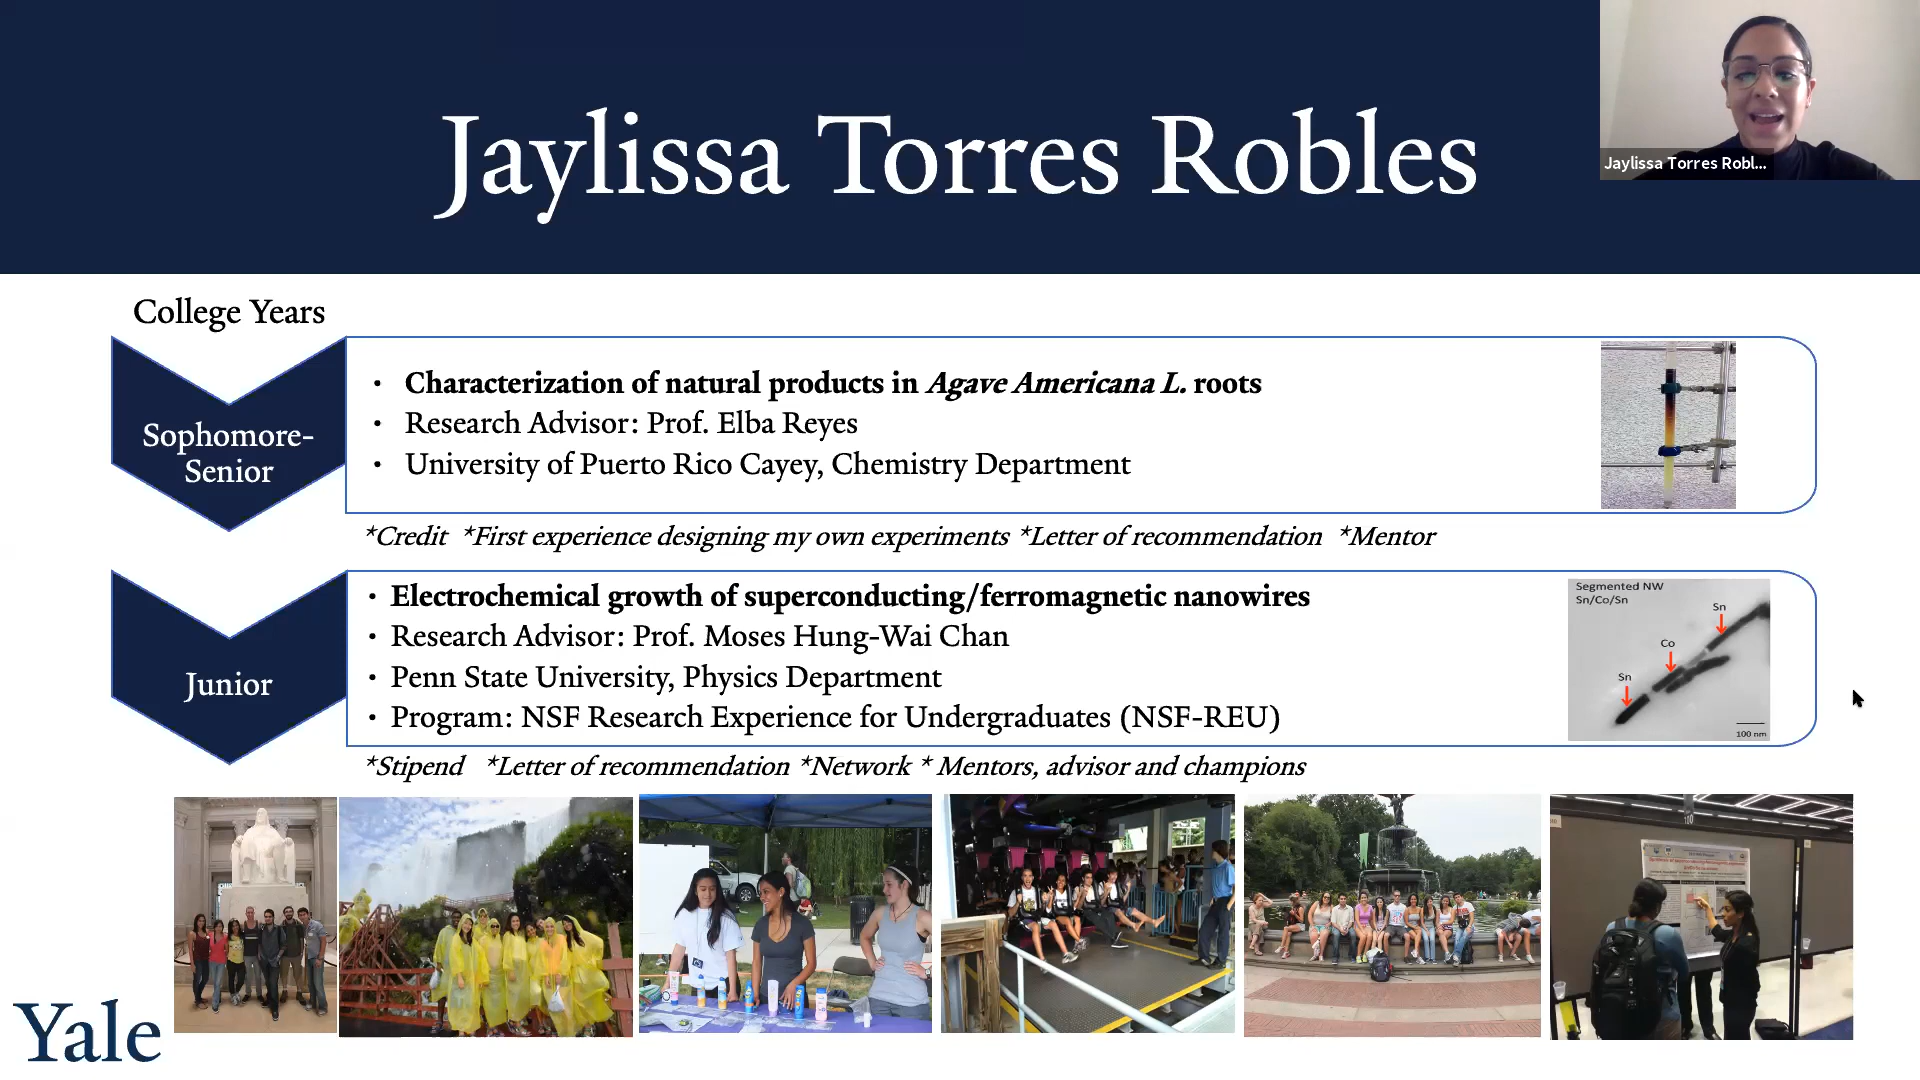 Jaylissa Torres Robles
Jaylissa Torres Robl...
College Years
Sophomore-
Senior
• Characterization of natural products in Agave Americana L. roots
• Research Advisor: Prof. Elba Reyes
• University of Puerto Rico Cayey, Chemistry Department
*Credit *First experience designing my own experiments *Letter of recommendation *Mentor
Junior
• Electrochemical growth of superconducting/ferromagnetic nanowires
• Research Advisor: Prof. Moses Hung-Wai Chan
• Penn State University, Physics Department
• Program: NSF Research Experience for Undergraduates (NSF-REU)
Segmented NW
Sn/Co/Sn
Sn
Co
Sn
100 nm
*Stipend *Letter of recommendation *Network * Mentors, advisor and champions
Yale